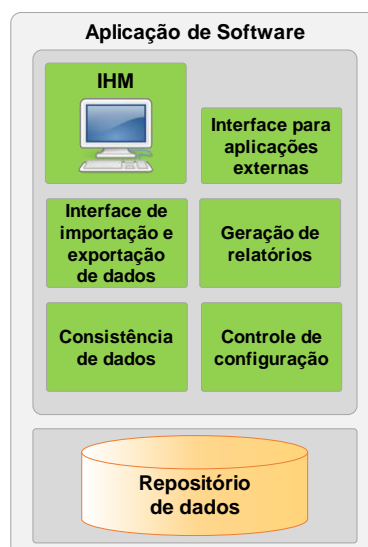 Aplicação de Software
IHM
Interface para
aplicações
externas
Interface de
importação e
exportação
de dados
Geração de
relatórios
Consistência
de dados
Controle de
configuração
Repositório
de dados